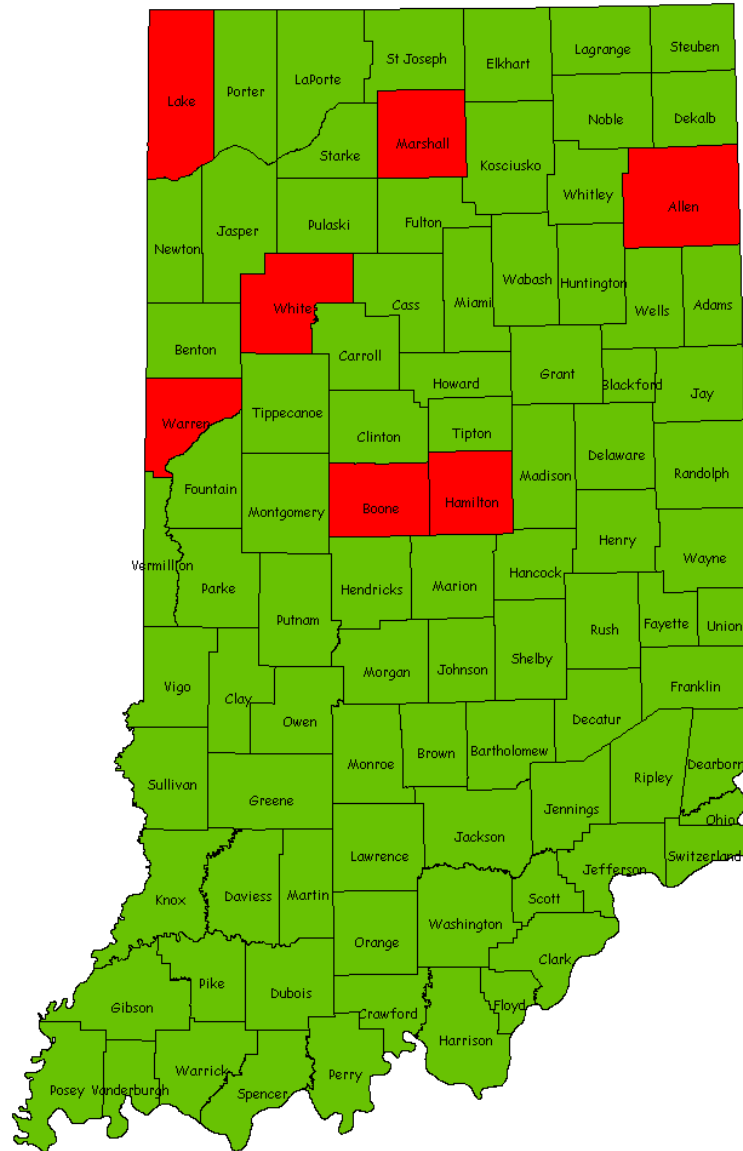 Lake
Porter
LaPorte
St Joseph
Elkhart
Lagrange
Steuben
Starke
Marshall
Kosciusko
Noble
Dekalb
Whitley
Allen
Newton
Jasper
Pulaski
Fulton
White
Cass
Miami
Wabash
Huntington
Wells
Adams
Benton
Carroll
Howard
Grant
Blackford
Jay
Warren
Tippecanoe
Clinton
Tipton
Madison
Delaware
Randolph
Fountain
Montgomery
Boone
Hamilton
Henry
Wayne
Vermillion
Parke
Putnam
Hendricks
Marion
Hancock
Rush
Fayette
Union
Vigo
Clay
Owen
Morgan
Johnson
Shelby
Decatur
Franklin
Sullivan
Greene
Monroe
Brown
Bartholomew
Jennings
Ripley
Dearborn
Ohio
Knox
Daviess
Martin
Lawrence
Jackson
Scott
Jefferson
Switzerland
Orange
Washington
Clark
Gibson
Pike
Dubois
Crawford
Floyd
Harrison
Posey
Vanderburgh
Warrick
Spencer
Perry